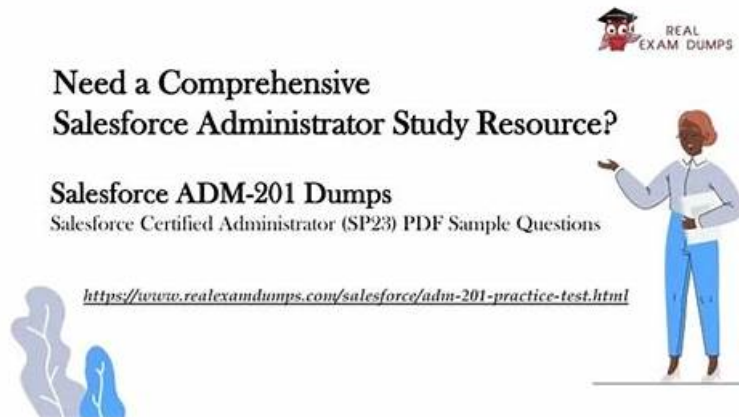 REAL
EXAM DUMPS
Need a Comprehensive
Salesforce Administrator Study Resource?
Salesforce ADM-201 Dumps
Salesforce Certified Administrator (SP23) PDF Sample Questions
https://www.realexamdumps.com/salesforce/adm-201-practice-test.html